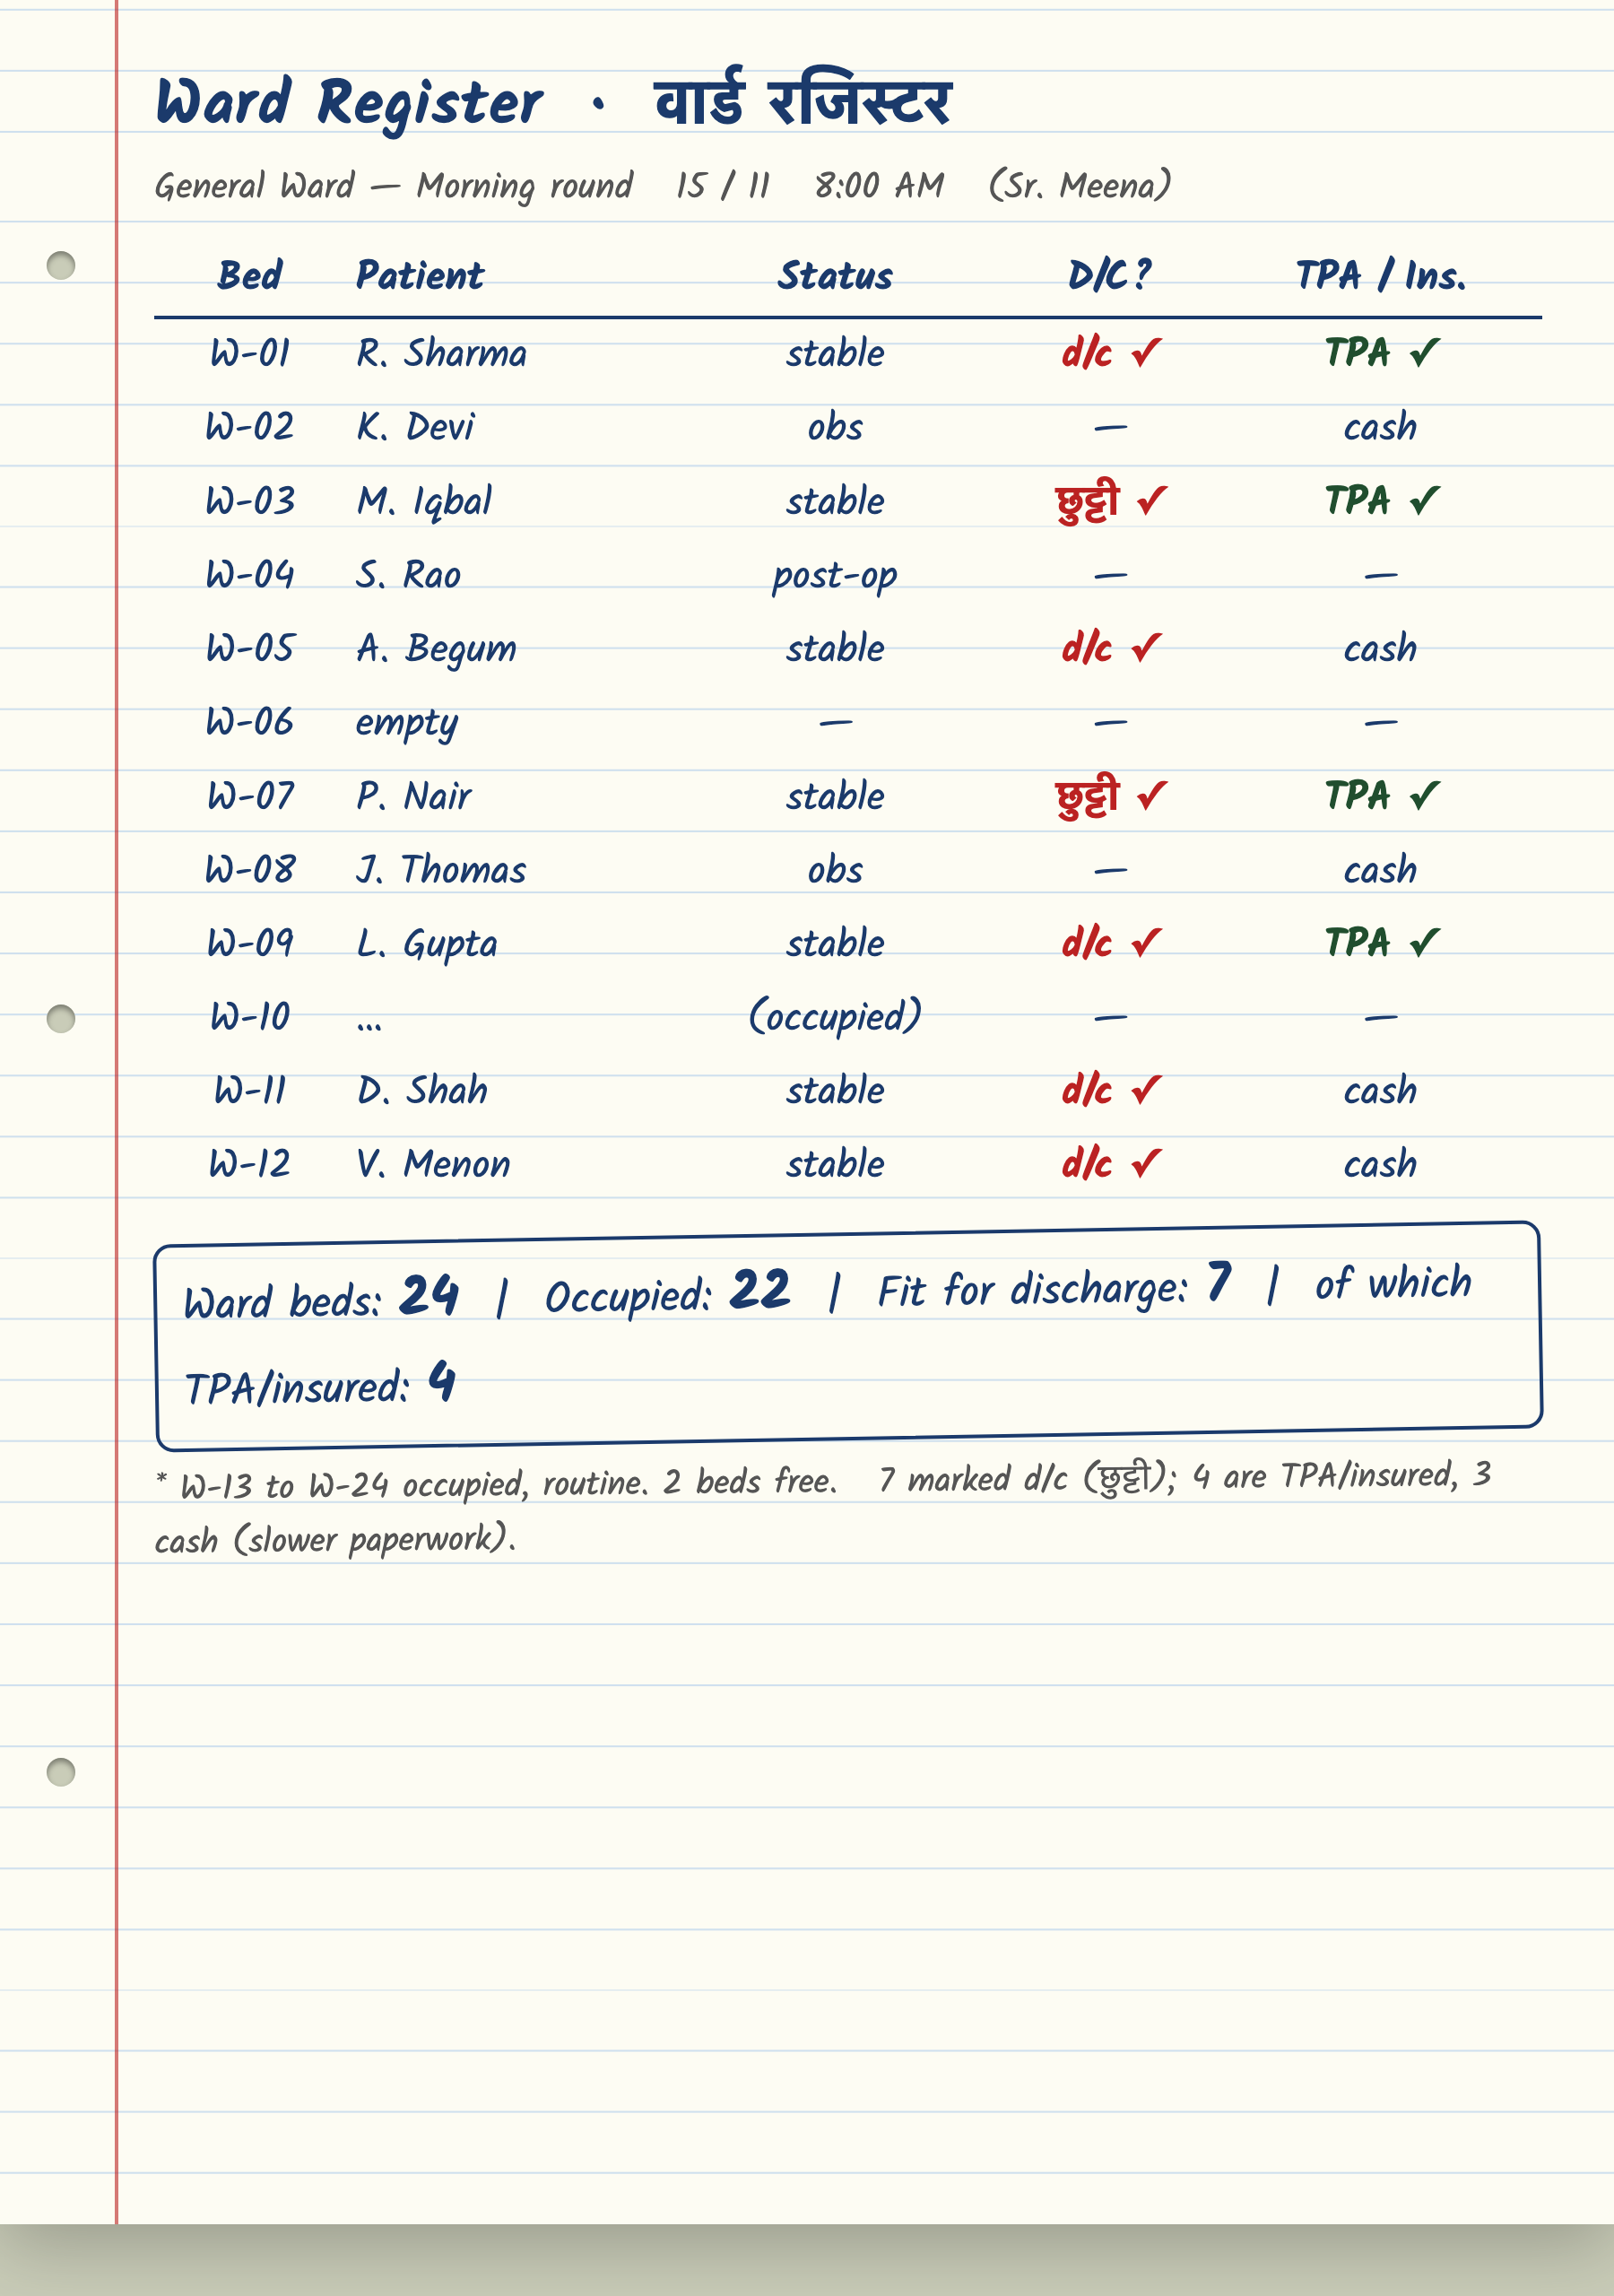 Ward Register · वार्ड रजिस्टर
General Ward — Morning round 15 / 11 8:00 AM (Sr. Meena)
Bed Patient Status D/C? TPA / Ins.
W-01 R. Sharma stable d/c ✓ TPA ✓
W-02 K. Devi obs — cash
W-03 M. Iqbal stable छुट्टी ✓ TPA ✓
W-04 S. Rao post-op — —
W-05 A. Begum stable d/c ✓ cash
W-06 empty — — —
W-07 P. Nair stable छुट्टी ✓ TPA ✓
W-08 J. Thomas obs — cash
W-09 L. Gupta stable d/c ✓ TPA ✓
W-10 ... (occupied) — —
W-11 D. Shah stable d/c ✓ cash
W-12 V. Menon stable d/c ✓ cash
Ward beds: 24 | Occupied: 22 | Fit for discharge: 7 | of which
TPA/insured: 4
* W-13 to W-24 occupied, routine. 2 beds free. 7 marked d/c (छुट्टी); 4 are TPA/insured, 3
cash (slower paperwork).